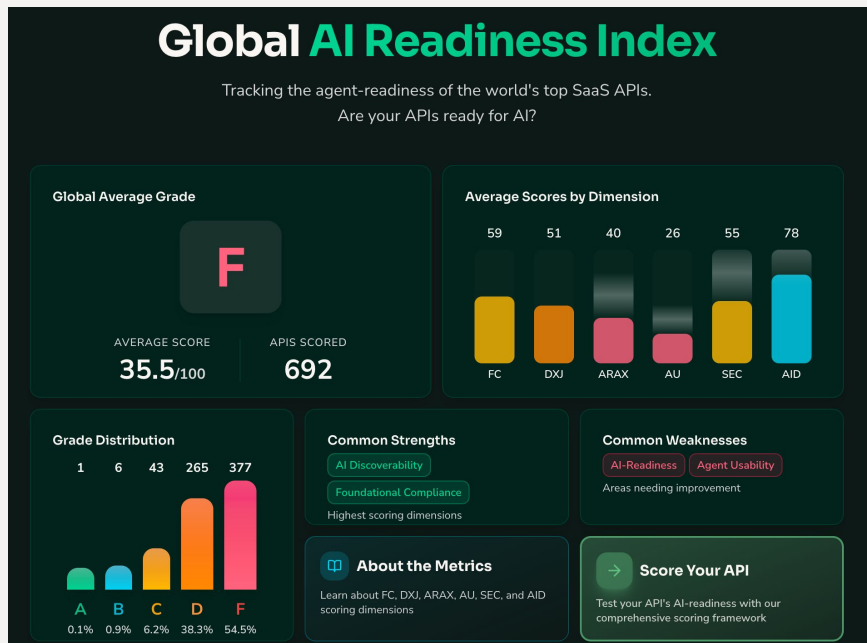 Global AI Readiness Index
Tracking the agent-readiness of the world's top SaaS APIs.
Are your APIs ready for AI?
Global Average Grade
F
AVERAGE SCORE
35.5/100
APIS SCORED
692
Average Scores by Dimension
59 51 40 26 55 78
FC DXJ ARAX AU SEC AID
Grade Distribution
1 6 43 265 377
A B C D F
0.1% 0.9% 6.2% 38.3% 54.5%
Common Strengths
AI Discoverability
Foundational Compliance
Highest scoring dimensions
Common Weaknesses
AI-Readiness Agent Usability
Areas needing improvement
About the Metrics
Learn about FC, DXJ, ARAX, AU, SEC, and AID
scoring dimensions
Score Your API
Test your API's AI-readiness with our
comprehensive scoring framework